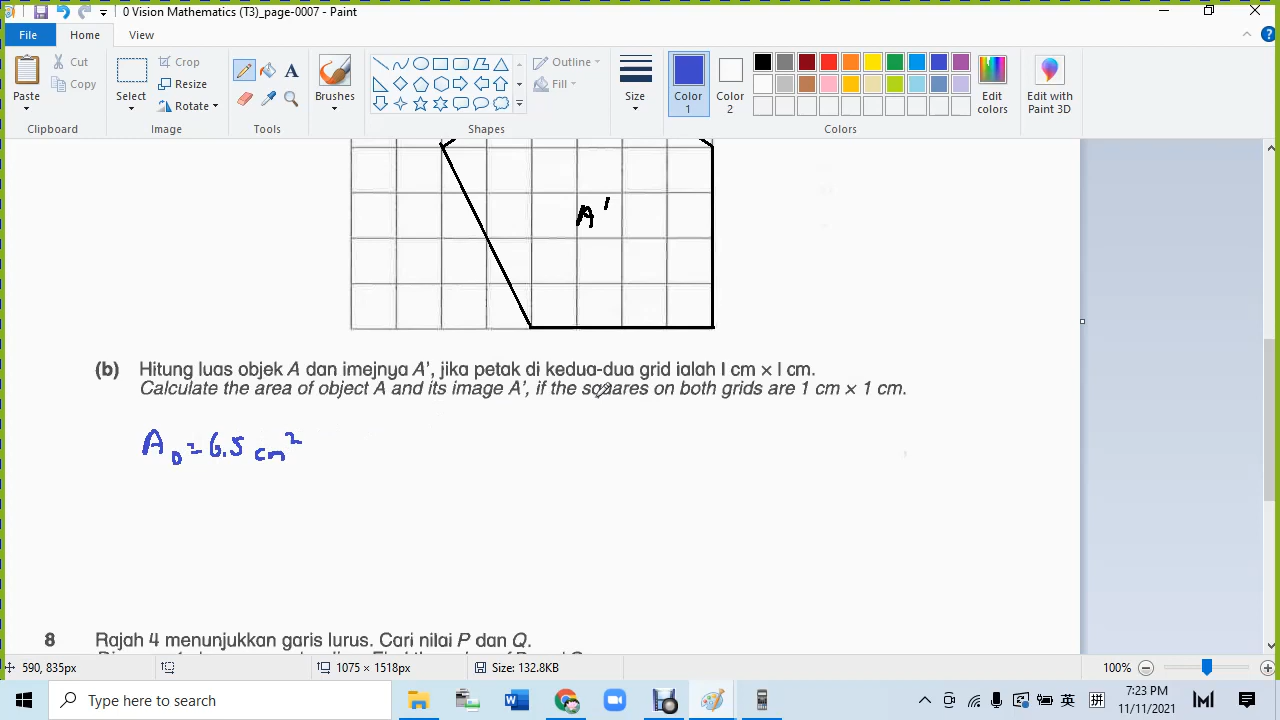 0 Vision Mathematics (T3)_page-0007 - Paint
File Home View
Paste Cut Copy Clipboard
Select Crop Resize Rotate Image
A Tools
Brushes
Outline Fill Shapes
Size
Color 1 Color 2 Edit colors Colors
Edit with Paint 3D
A'
(b) Hitung luas objek A dan imejnya A', jika petak di kedua-dua grid ialah 1 cm × 1 cm.
Calculate the area of object A and its image A', if the squares on both grids are 1 cm × 1 cm.
A₀ = 6.5 cm²
8 Rajah 4 menunjukkan garis lurus. Cari nilai P dan Q.
590, 835px 1075 × 1518px Size: 132.8KB 100%
Type here to search
英 拼 7:23 PM
11/11/2021